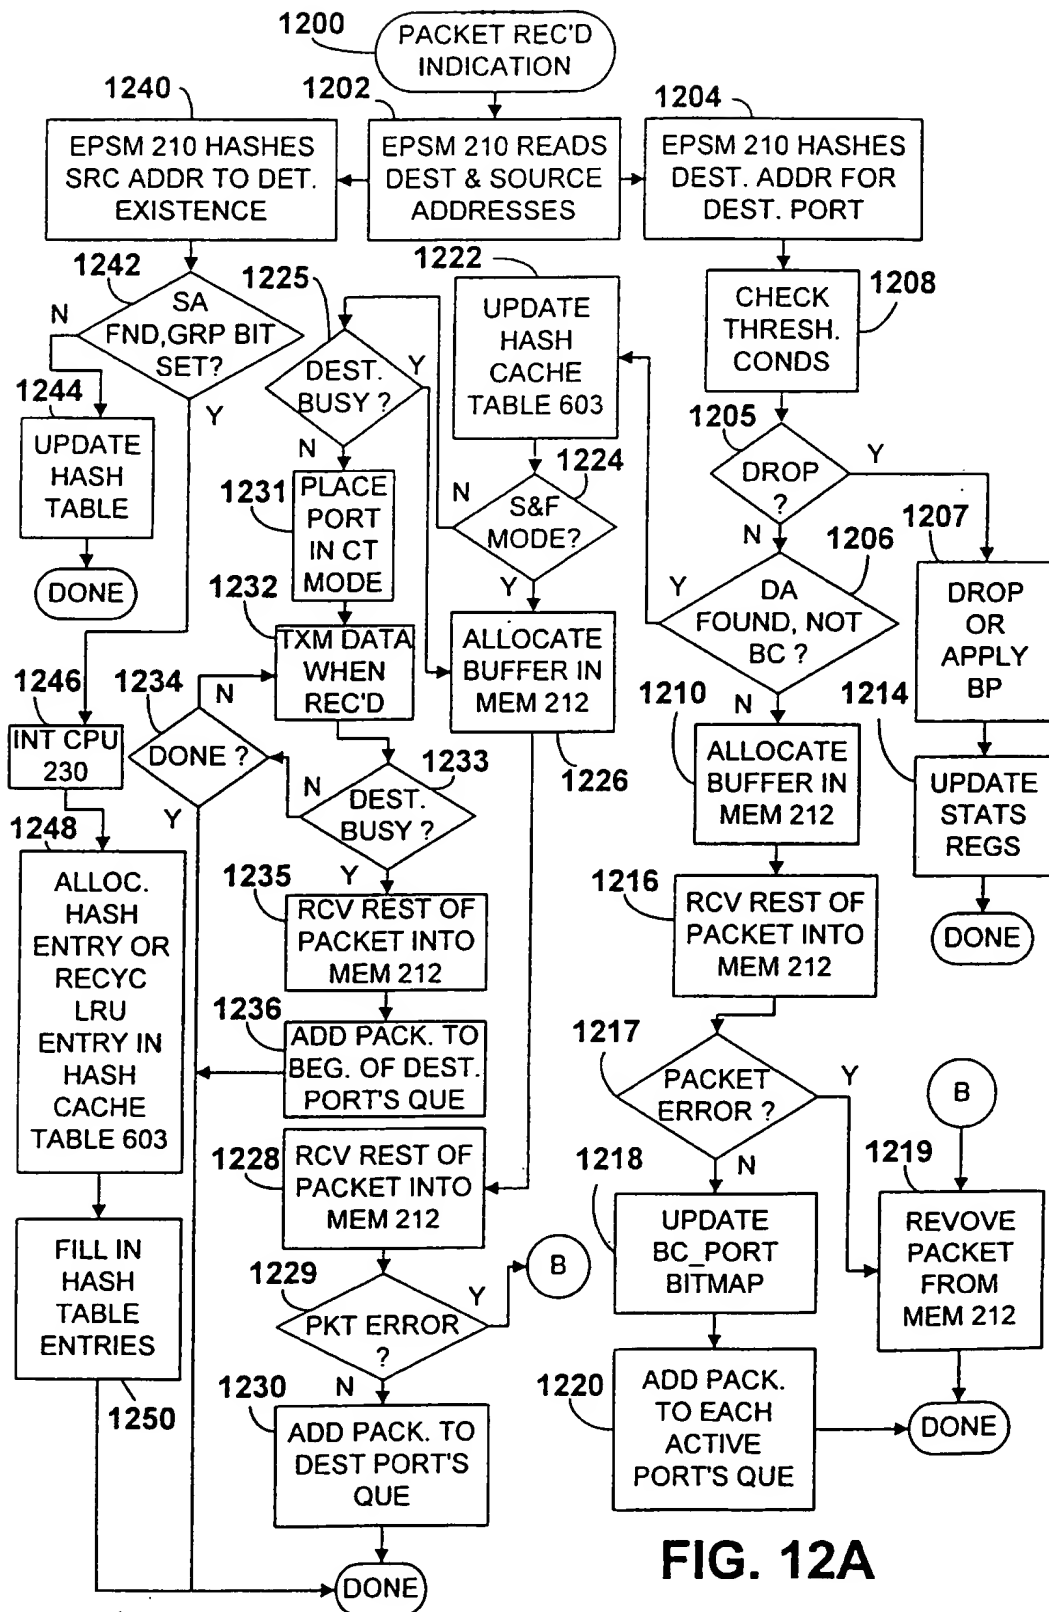 1200
PACKET REC'D
INDICATION
1240
1202
1204
EPSM 210 HASHES
SRC ADDR TO DET.
EXISTENCE
EPSM 210 READS
DEST & SOURCE
ADDRESSES
EPSM 210 HASHES
DEST. ADDR FOR
DEST. PORT
1242
SA
FND,GRP BIT
SET?
N
Y
1225
DEST.
BUSY ?
Y
N
1222
UPDATE
HASH
CACHE
TABLE 603
1208
CHECK
THRESH.
CONDS
1244
UPDATE
HASH
TABLE
DONE
1231
PLACE
PORT
IN CT
MODE
1224
S&F
MODE?
N
Y
1205
DROP
?
Y
N
1206
DA
FOUND, NOT
BC ?
Y
N
1207
DROP
OR
APPLY
BP
1232
TXM DATA
WHEN
REC'D
ALLOCATE
BUFFER IN
MEM 212
1226
1246
INT CPU
230
1234
DONE ?
N
Y
1233
DEST.
BUSY ?
N
Y
1210
ALLOCATE
BUFFER IN
MEM 212
1214
UPDATE
STATS
REGS
DONE
1248
ALLOC.
HASH
ENTRY OR
RECYC
LRU
ENTRY IN
HASH
CACHE
TABLE 603
1235
RCV REST OF
PACKET INTO
MEM 212
1216
RCV REST OF
PACKET INTO
MEM 212
1236
ADD PACK. TO
BEG. OF DEST.
PORT'S QUE
1217
PACKET
ERROR ?
Y
N
B
1228
RCV REST OF
PACKET INTO
MEM 212
1218
UPDATE
BC_PORT
BITMAP
1219
REVOVE
PACKET
FROM
MEM 212
FILL IN
HASH
TABLE
ENTRIES
1250
1229
PKT ERROR
?
Y
N
B
1230
ADD PACK. TO
DEST PORT'S
QUE
1220
ADD PACK.
TO EACH
ACTIVE
PORT'S QUE
DONE
DONE
FIG. 12A